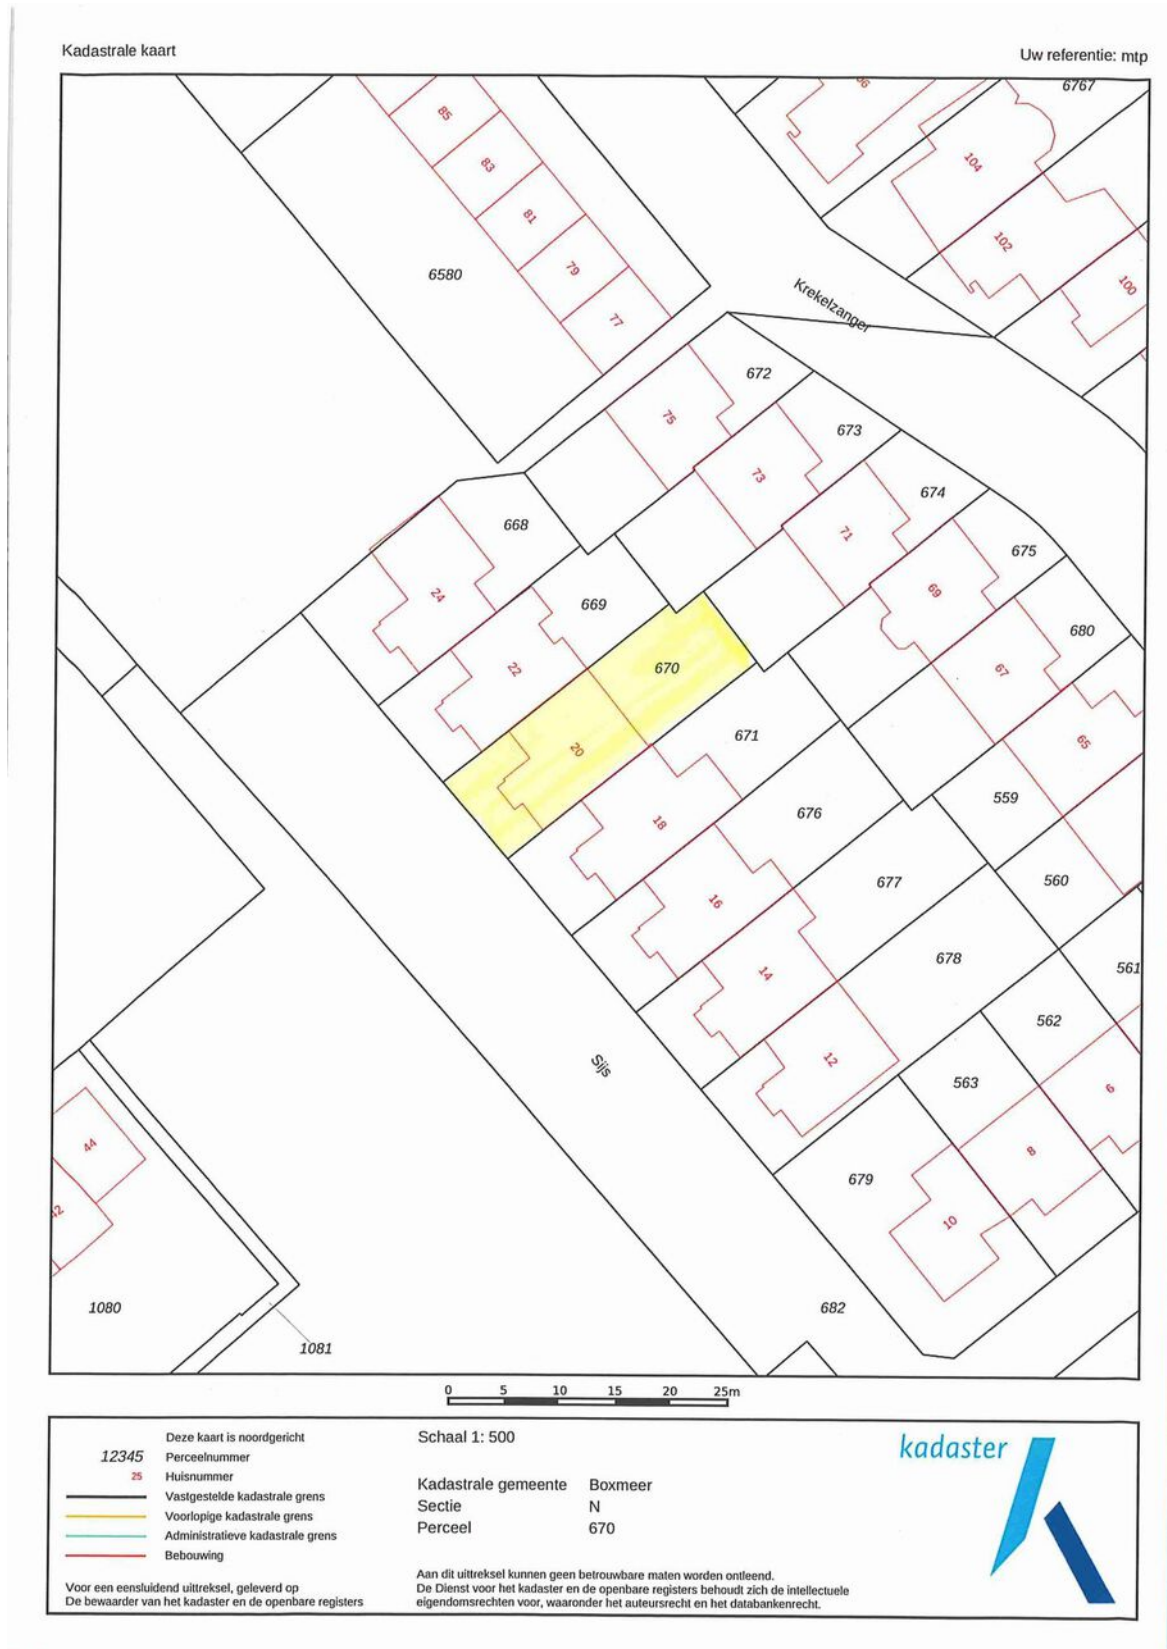 Kadastrale kaart
Uw referentie: mtp
6767
85
83
81
79
77
104
102
100
6580
Krekelzanger
672
75
673
73
674
71
675
69
668
24
669
22
680
67
670
20
65
671
18
559
676
16
560
677
14
561
678
12
562
Sijs
563
6
8
44
679
10
42
682
1080
1081
0 5 10 15 20 25m
Deze kaart is noordgericht
12345 Perceelnummer
25 Huisnummer
Vastgestelde kadastrale grens
Voorlopige kadastrale grens
Administratieve kadastrale grens
Bebouwing
Voor een eensluidend uittreksel, geleverd op
De bewaarder van het kadaster en de openbare registers
Schaal 1: 500
Kadastrale gemeente Boxmeer
Sectie N
Perceel 670
Aan dit uittreksel kunnen geen betrouwbare maten worden ontleend.
De Dienst voor het kadaster en de openbare registers behoudt zich de intellectuele
eigendomsrechten voor, waaronder het auteursrecht en het databankenrecht.
kadaster